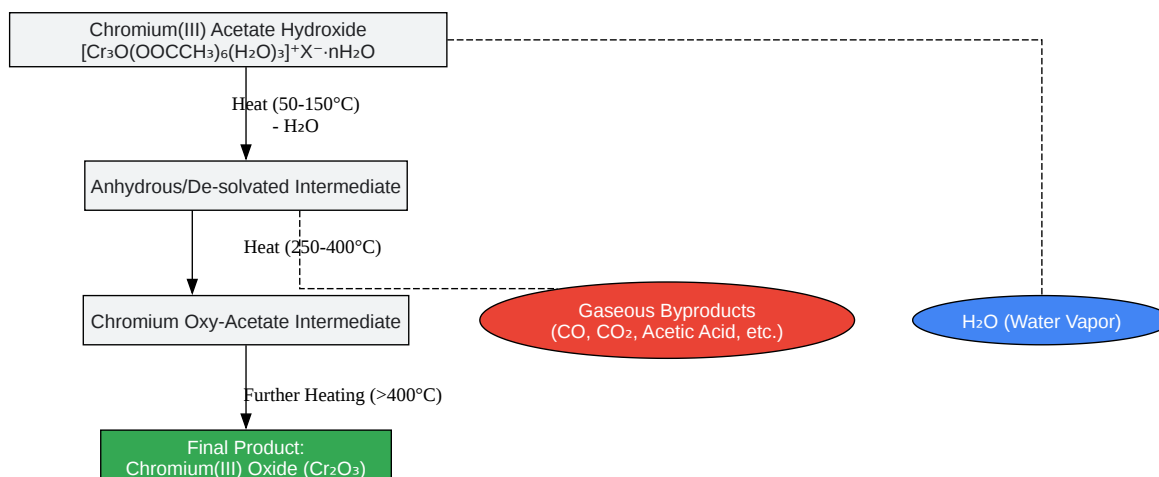 Chromium(III) Acetate Hydroxide
[Cr₃O(OOCCH₃)₆(H₂O)₃]⁺X⁻·nH₂O
Heat (50-150°C)
- H₂O
Anhydrous/De-solvated Intermediate
Heat (250-400°C)
Chromium Oxy-Acetate Intermediate
Gaseous Byproducts
(CO, CO₂, Acetic Acid, etc.)
H₂O (Water Vapor)
Further Heating (>400°C)
Final Product:
Chromium(III) Oxide (Cr₂O₃)